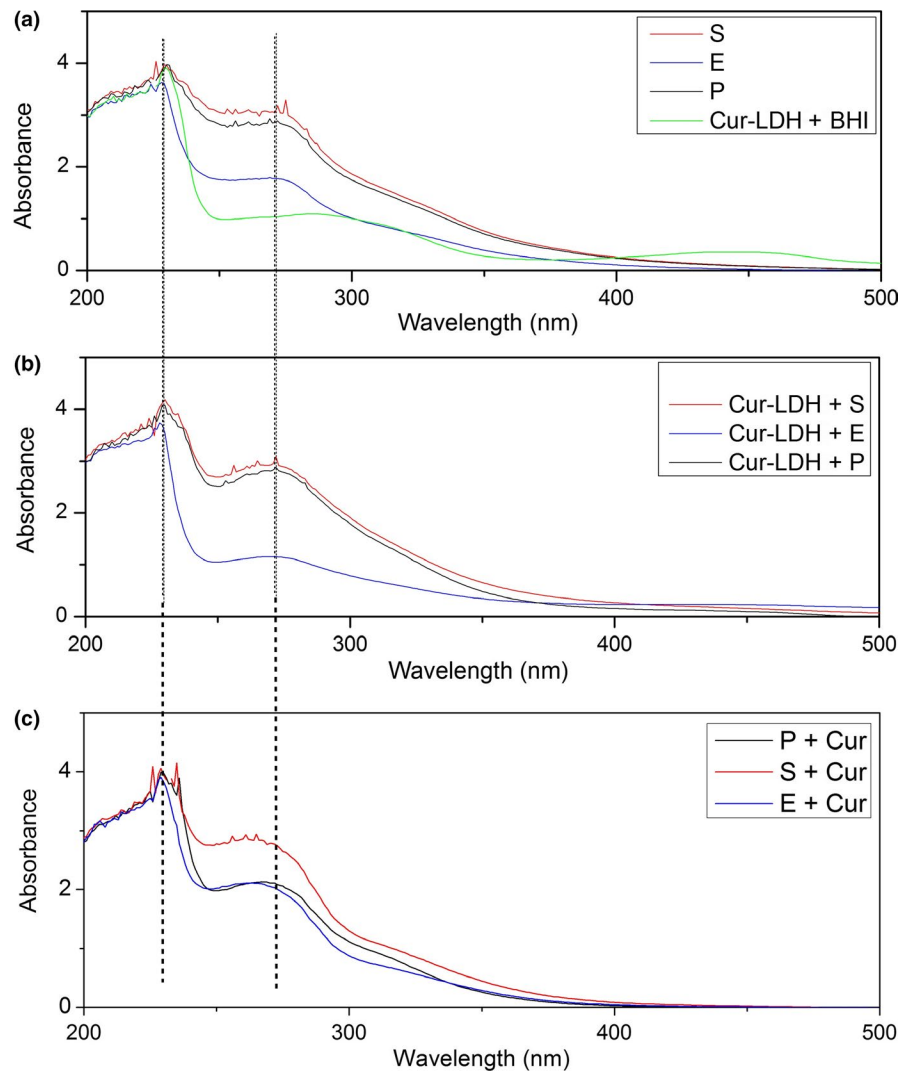 (a)
S
E
P
Cur-LDH + BHI
4
2
0
Absorbance
200
300
400
500
Wavelength (nm)
(b)
Cur-LDH + S
Cur-LDH + E
Cur-LDH + P
4
2
0
Absorbance
200
300
400
500
Wavelength (nm)
(c)
P + Cur
S + Cur
E + Cur
4
2
0
Absorbance
200
300
400
500
Wavelength (nm)